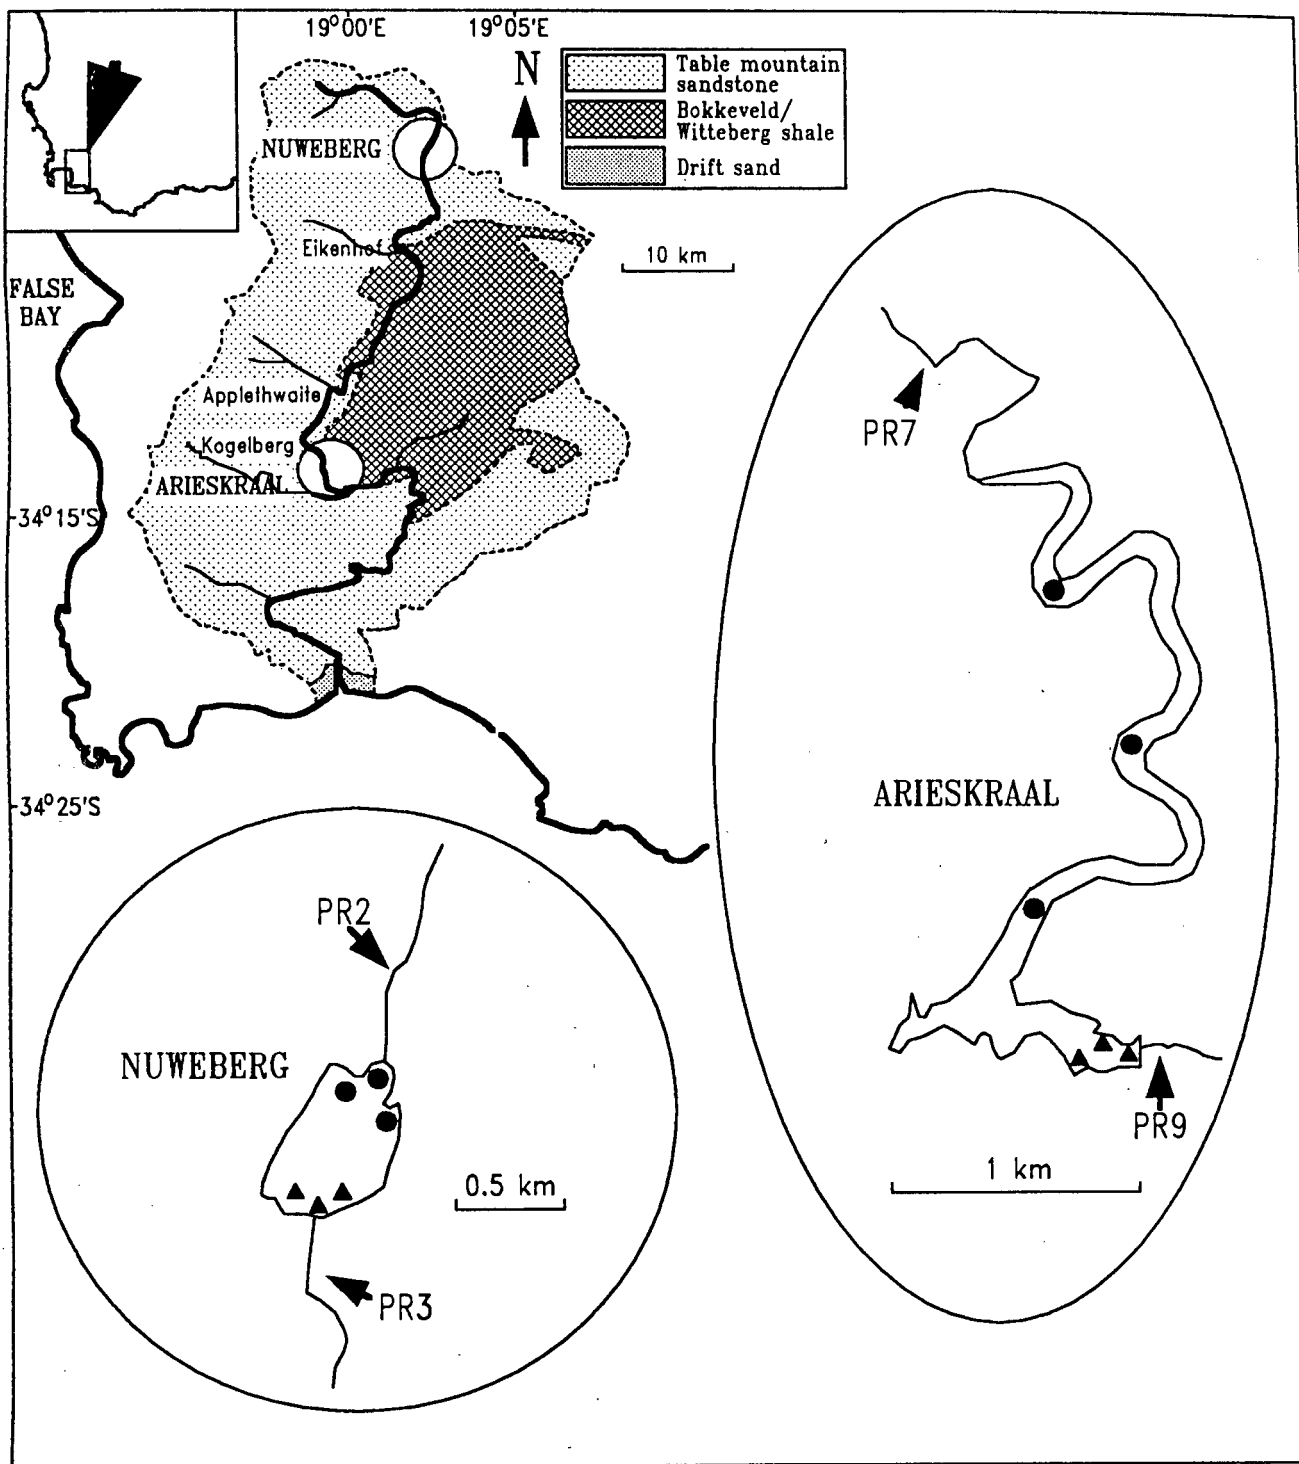 19°00'E
19°05'E
N
Table mountain
sandstone
Bokkeveld/
Witteberg shale
Drift sand
NUWEBERG
Eikenhof
10 km
FALSE
BAY
Applethwaite
Kogelberg
ARIESKRAAL
34°15'S
34°25'S
PR7
ARIESKRAAL
PR9
1 km
PR2
NUWEBERG
0.5 km
PR3